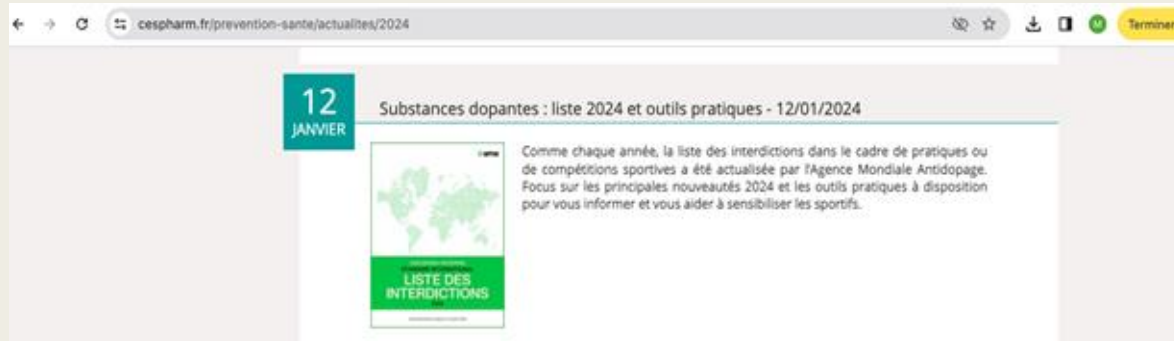 cespharm.fr/prevention-sante/actualites/2024
Terminer
12
JANVIER
Substances dopantes : liste 2024 et outils pratiques - 12/01/2024
Comme chaque année, la liste des interdictions dans le cadre de pratiques ou
de compétitions sportives a été actualisée par l'Agence Mondiale Antidopage.
Focus sur les principales nouveautés 2024 et les outils pratiques à disposition
pour vous informer et vous aider à sensibiliser les sportifs.
LISTE DES
INTERDICTIONS